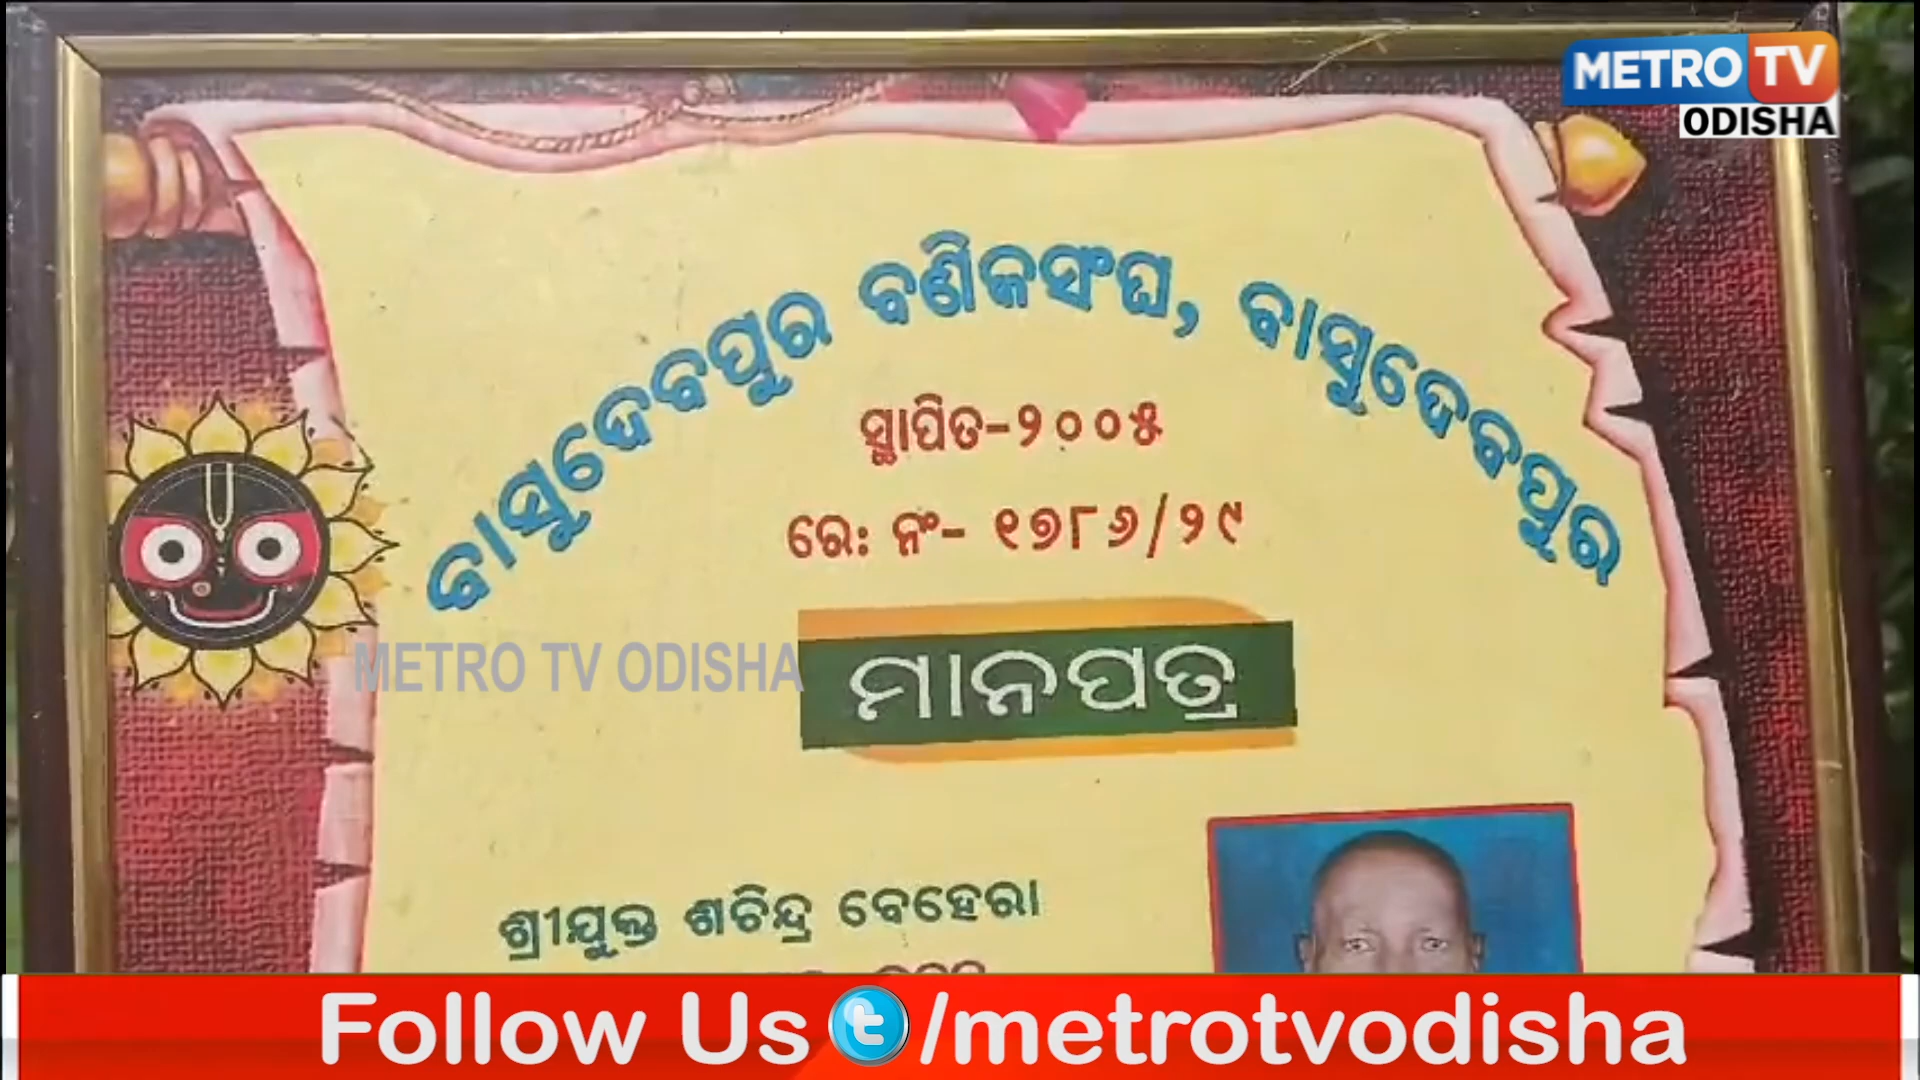 METRO TV
ODISHA
ବାସୁଦେବପୁର ବଣିକସଂଘ, ବାସୁଦେବପୁର
ସ୍ଥାପିତ-୨୦୦୫
ରେ: ନଂ- ୧୭୮୬/୨୯
METRO TV ODISHA
ମାନପତ୍ର
ଶ୍ରୀଯୁକ୍ତ ଶଚିନ୍ଦ୍ର ବେହେରା
Follow Us /metrotvodisha